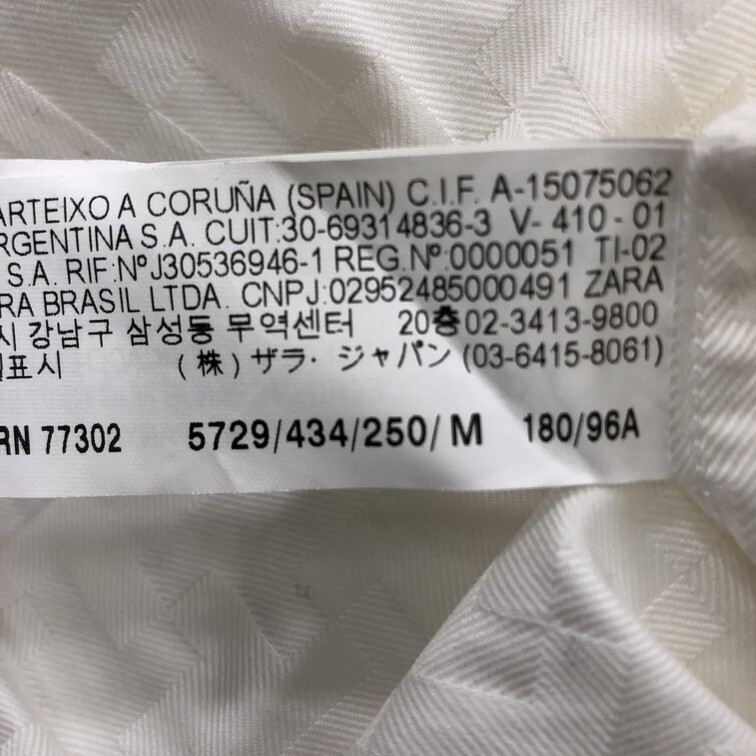 ARTEIXO A CORUÑA (SPAIN) C.I.F. A-15075062
RGENTINA S.A. CUIT:30-69314836-3 V- 410 - 01
S.A. RIF:Nº J30536946-1 REG.Nº:0000051 TI-02
RA BRASIL LTDA. CNPJ:02952485000491 ZARA
시 강남구 삼성동 무역센터 20층02-3413-9800
표시 (株) ザラ・ジャパン (03-6415-8061)
RN 77302 5729/434/250/ M 180/96A